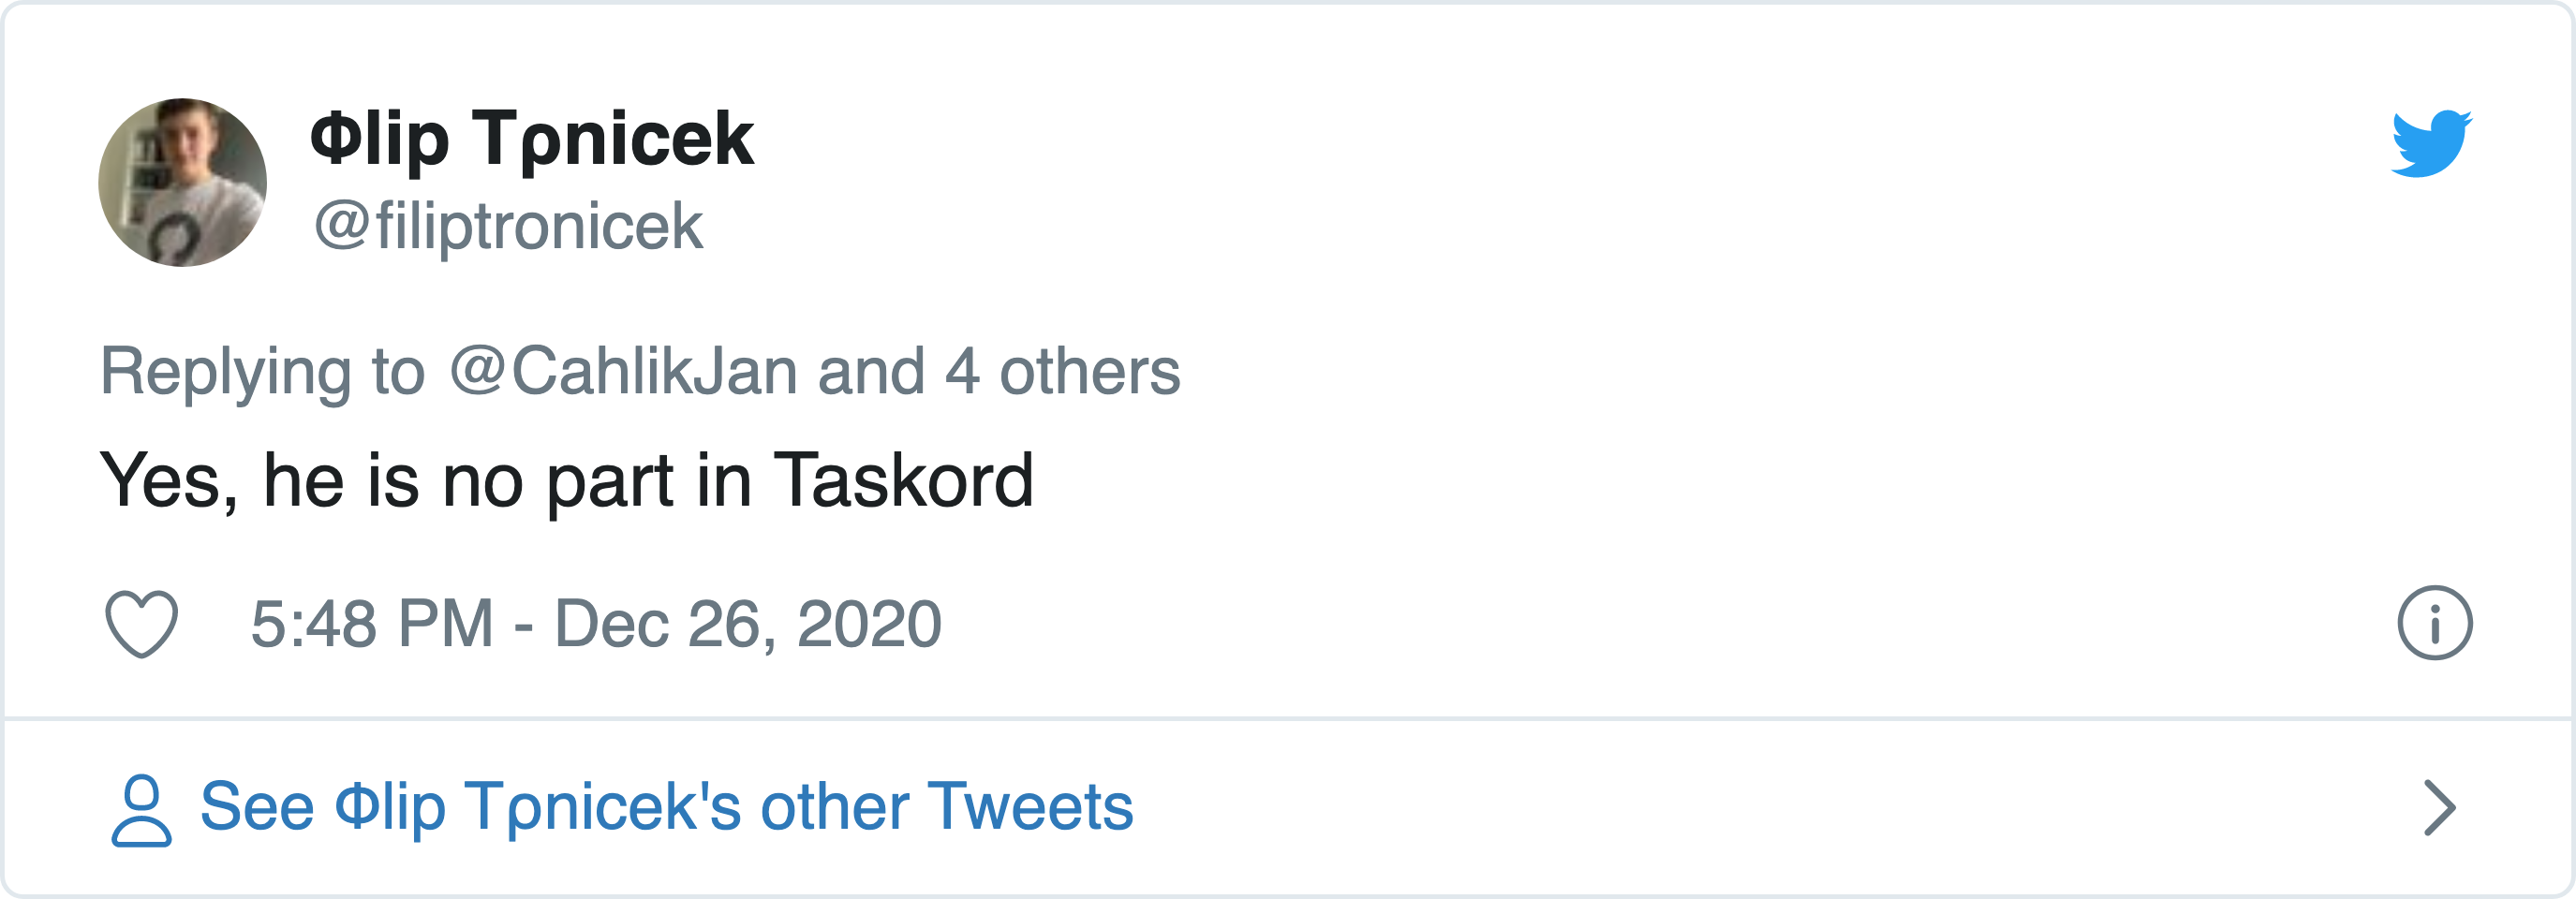 Φlip Tρnicek
@filiptronicek
Replying to @CahlikJan and 4 others
Yes, he is no part in Taskord
5:48 PM - Dec 26, 2020
See Φlip Tρnicek's other Tweets